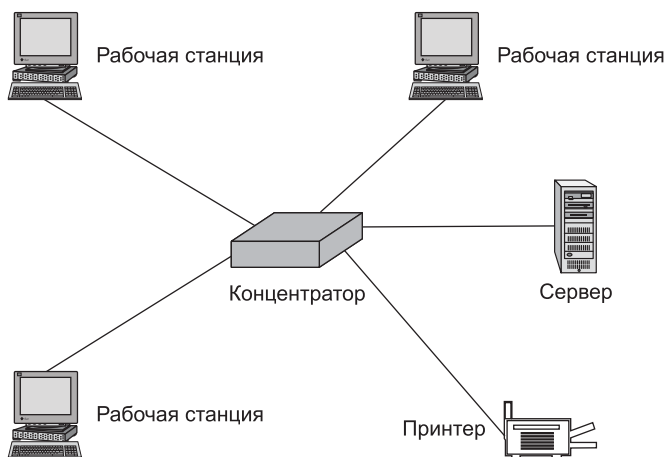 Рабочая станция
Рабочая станция
Концентратор
Сервер
Рабочая станция
Принтер